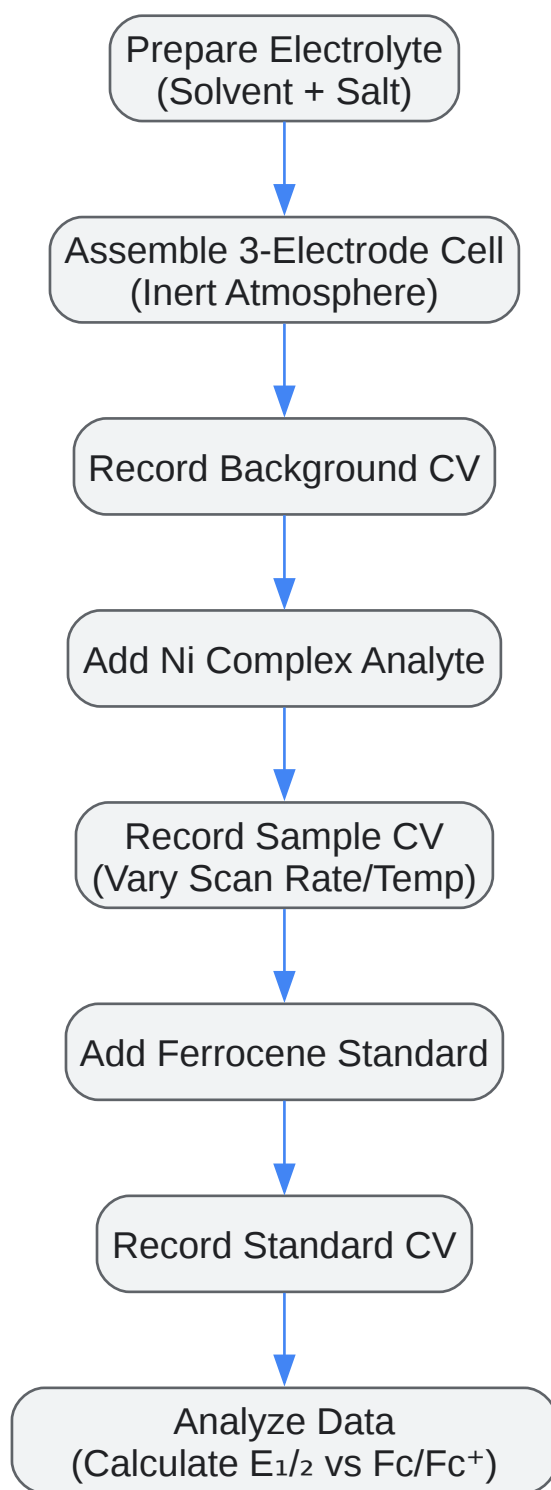 Prepare Electrolyte
(Solvent + Salt)
Assemble 3-Electrode Cell
(Inert Atmosphere)
Record Background CV
Add Ni Complex Analyte
Record Sample CV
(Vary Scan Rate/Temp)
Add Ferrocene Standard
Record Standard CV
Analyze Data
(Calculate E₁/₂ vs Fc/Fc⁺)